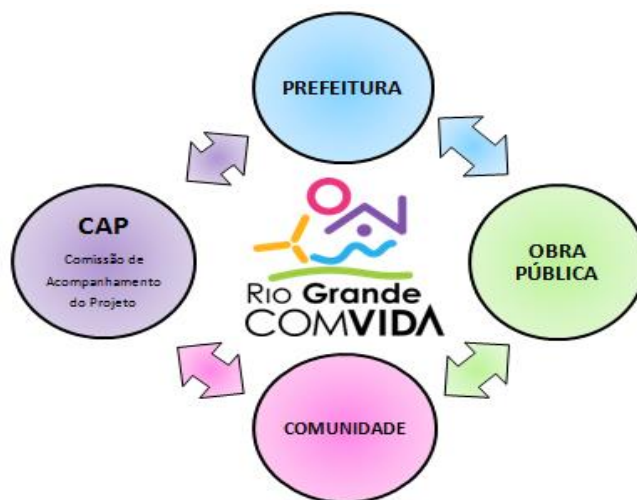 PREFEITURA
CAP
Comissão de
Acompanhamento
do Projeto
OBRA
PÚBLICA
Rio Grande
COMVIDA
COMUNIDADE